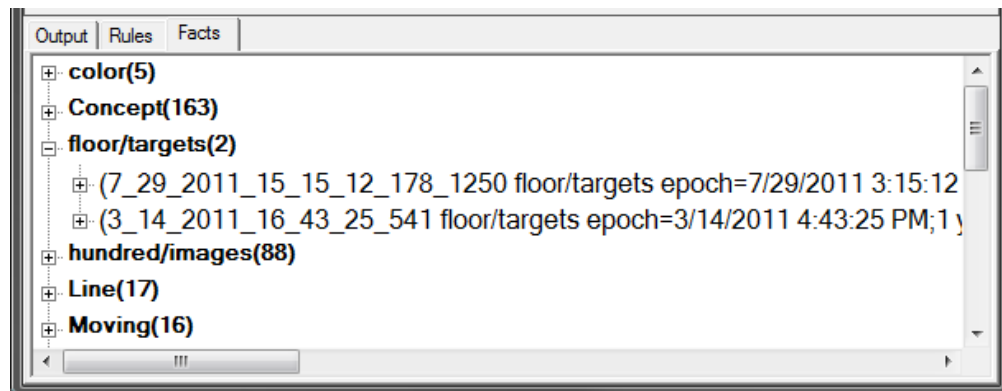 Output Rules Facts
color(5)
Concept(163)
floor/targets(2)
(7_29_2011_15_15_12_178_1250 floor/targets epoch=7/29/2011 3:15:12
(3_14_2011_16_43_25_541 floor/targets epoch=3/14/2011 4:43:25 PM;1
hundred/images(88)
Line(17)
Moving(16)